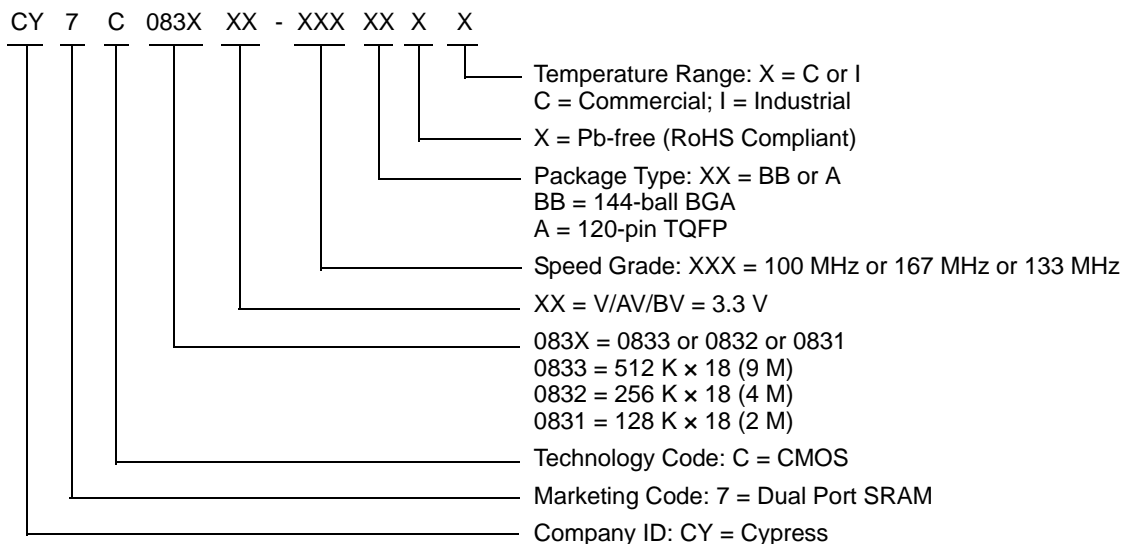 CY 7 C 083X XX - XXX XX X X
Temperature Range: X = C or I
C = Commercial; I = Industrial
X = Pb-free (RoHS Compliant)
Package Type: XX = BB or A
BB = 144-ball BGA
A = 120-pin TQFP
Speed Grade: XXX = 100 MHz or 167 MHz or 133 MHz
XX = V/AV/BV = 3.3 V
083X = 0833 or 0832 or 0831
0833 = 512 K × 18 (9 M)
0832 = 256 K × 18 (4 M)
0831 = 128 K × 18 (2 M)
Technology Code: C = CMOS
Marketing Code: 7 = Dual Port SRAM
Company ID: CY = Cypress